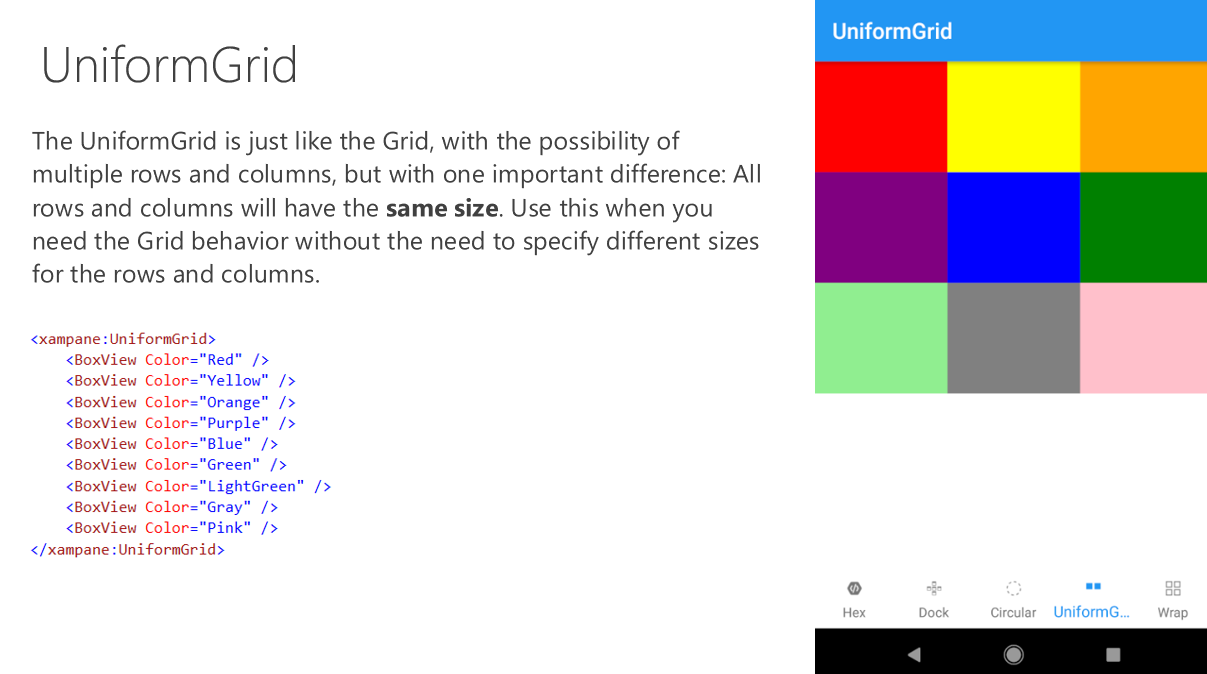 UniformGrid
The UniformGrid is just like the Grid, with the possibility of
multiple rows and columns, but with one important difference: All
rows and columns will have the same size. Use this when you
need the Grid behavior without the need to specify different sizes
for the rows and columns.
<xampane:UniformGrid>
    <BoxView Color="Red" />
    <BoxView Color="Yellow" />
    <BoxView Color="Orange" />
    <BoxView Color="Purple" />
    <BoxView Color="Blue" />
    <BoxView Color="Green" />
    <BoxView Color="LightGreen" />
    <BoxView Color="Gray" />
    <BoxView Color="Pink" />
</xampane:UniformGrid>
UniformGrid
Hex Dock Circular UniformG... Wrap